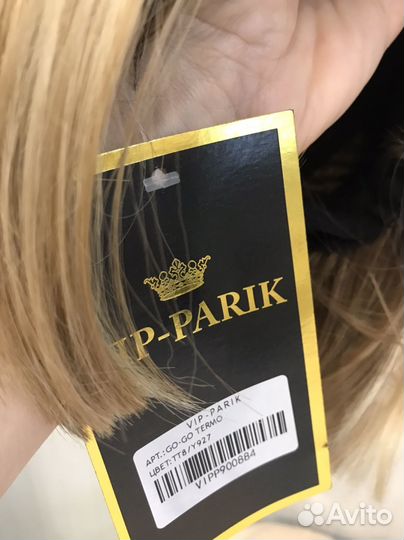 VIP-PARIK
VIP-PARIK
АРТ.:GO-GO TERMO
ЦВЕТ:TT8/Y927
VIPP900884
Avito